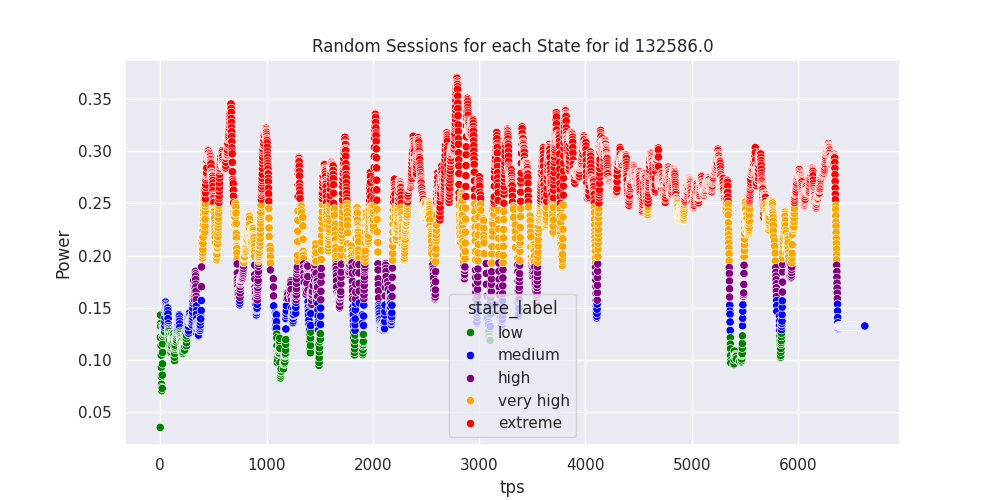 Random Sessions for each State for id 132586.0
0.35
0.30
0.25
0.20
0.15
0.10
0.05
Power
state_label
low
medium
high
very high
extreme
0 1000 2000 3000 4000 5000 6000
tps